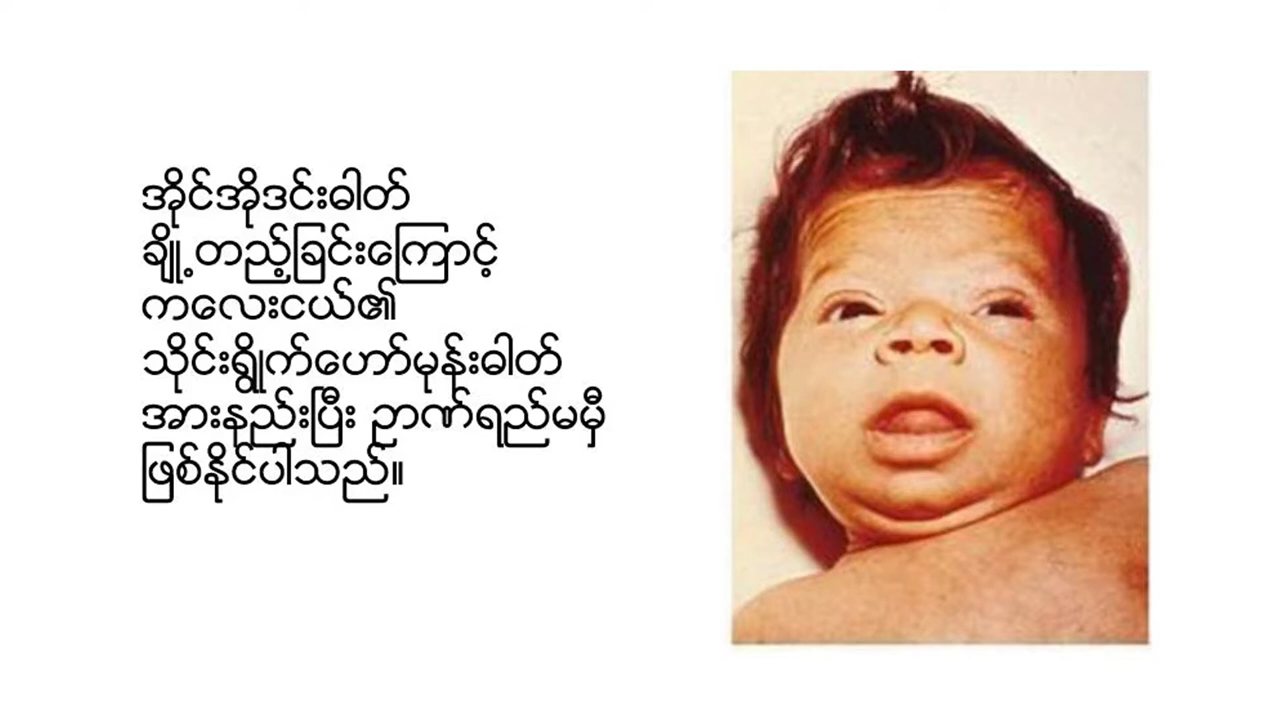 အိုင်အိုဒင်းဓါတ်
ချို့တည့်ခြင်းကြောင့်
ကလေးငယ်၏
သိုင်းရွိုက်ဟော်မုန်းဓါတ်
အားနည်းပြီး ဉာဏ်ရည်မမှီ
ဖြစ်နိုင်ပါသည်။